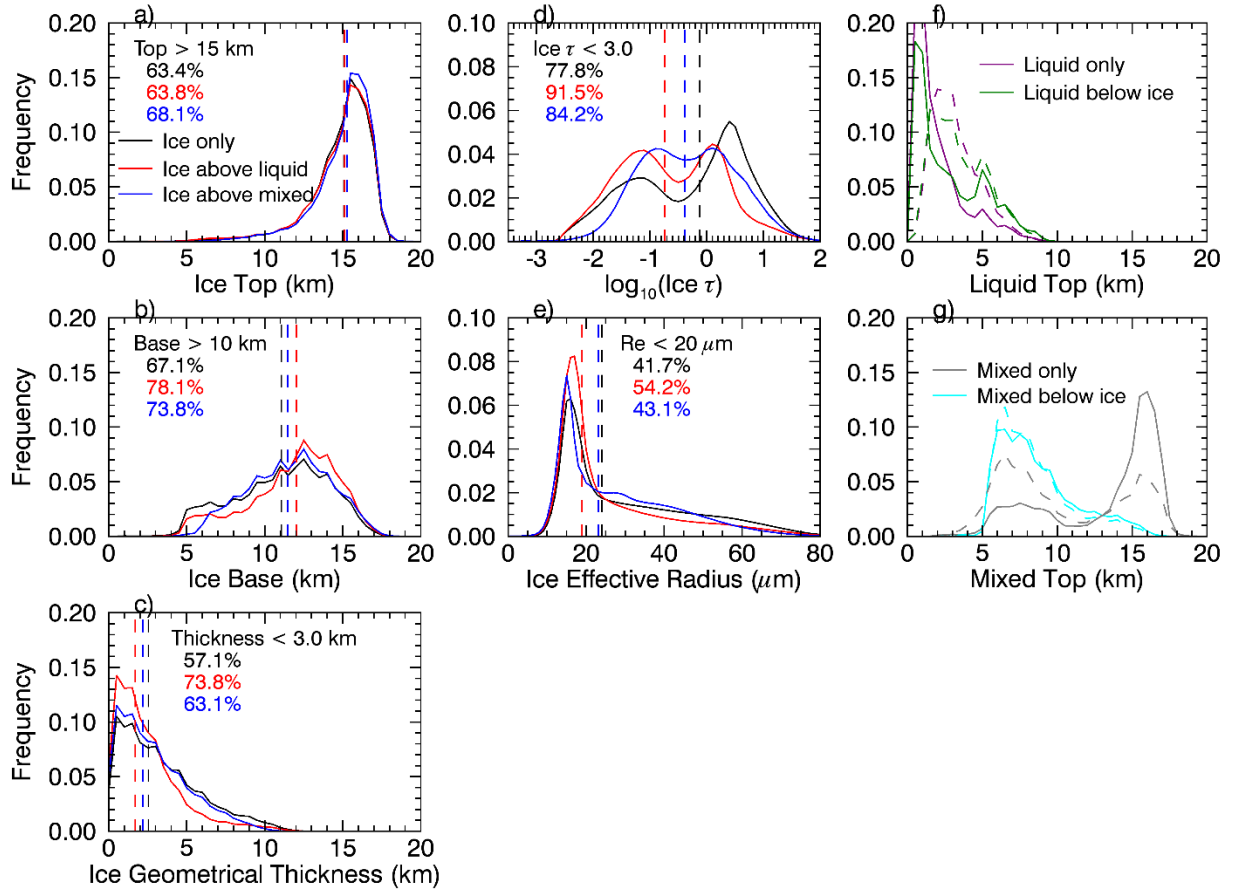 a)
Top > 15 km
63.4%
63.8%
68.1%
Ice only
Ice above liquid
Ice above mixed
Frequency
0.20
0.15
0.10
0.05
0.00
0 5 10 15 20
Ice Top (km)
d)
Ice τ < 3.0
77.8%
91.5%
84.2%
0.10
0.08
0.06
0.04
0.02
0.00
-3 -2 -1 0 1 2
log10(Ice τ)
f)
Liquid only
Liquid below ice
0.20
0.15
0.10
0.05
0.00
0 5 10 15 20
Liquid Top (km)
b)
Base > 10 km
67.1%
78.1%
73.8%
Frequency
0.20
0.15
0.10
0.05
0.00
0 5 10 15 20
Ice Base (km)
e)
Re < 20 μm
41.7%
54.2%
43.1%
0.10
0.08
0.06
0.04
0.02
0.00
0 20 40 60 80
Ice Effective Radius (μm)
g)
Mixed only
Mixed below ice
0.20
0.15
0.10
0.05
0.00
0 5 10 15 20
Mixed Top (km)
c)
Thickness < 3.0 km
57.1%
73.8%
63.1%
Frequency
0.20
0.15
0.10
0.05
0.00
0 5 10 15 20
Ice Geometrical Thickness (km)